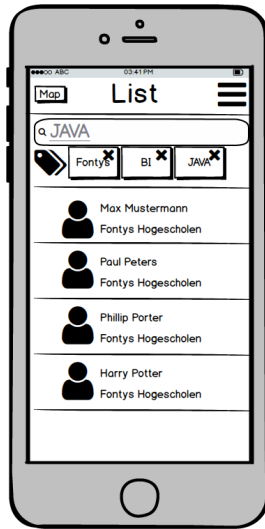 ABC 03:41 PM
Map List
JAVA
Fontys BI JAVA
Max Mustermann
Fontys Hogescholen
Paul Peters
Fontys Hogescholen
Phillip Porter
Fontys Hogescholen
Harry Potter
Fontys Hogescholen